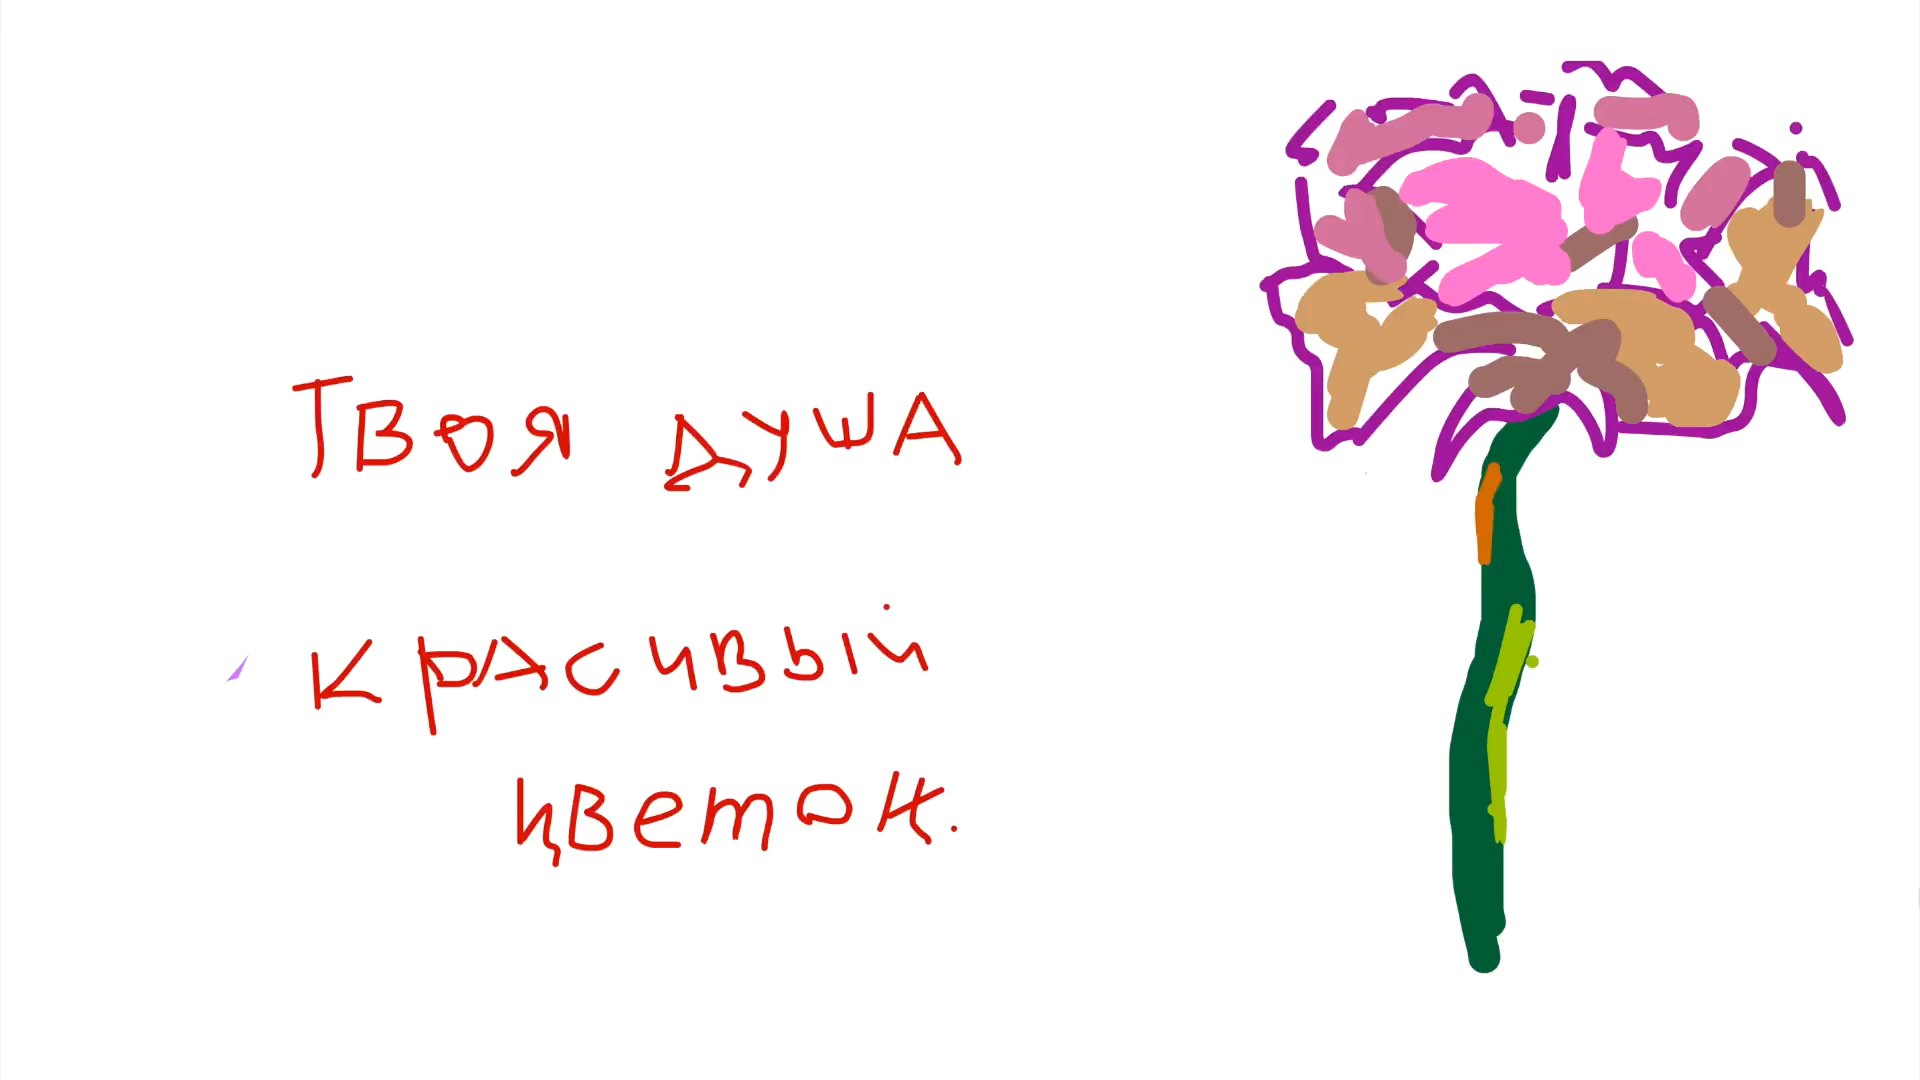 Твоя душа
красивый
цветок.